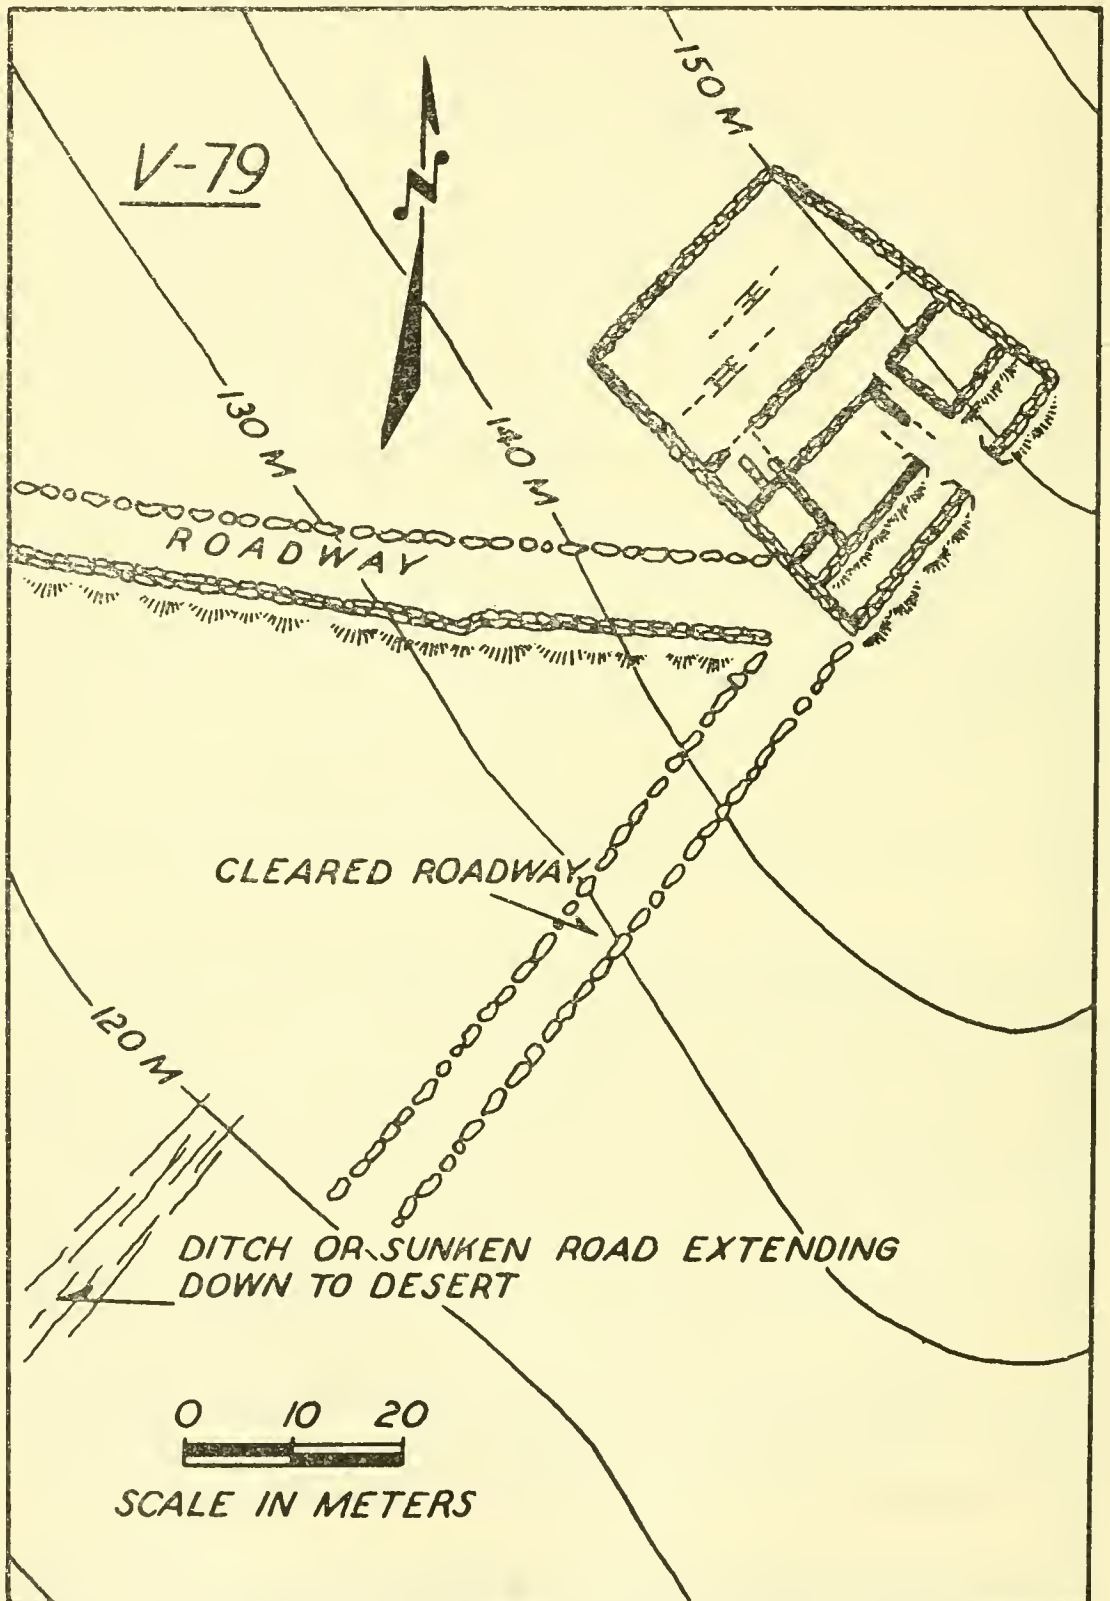 150 M
V-79
N
130 M
140 M
ROADWAY
CLEARED ROADWAY
120 M
DITCH OR SUNKEN ROAD EXTENDING
DOWN TO DESERT
0 10 20
SCALE IN METERS